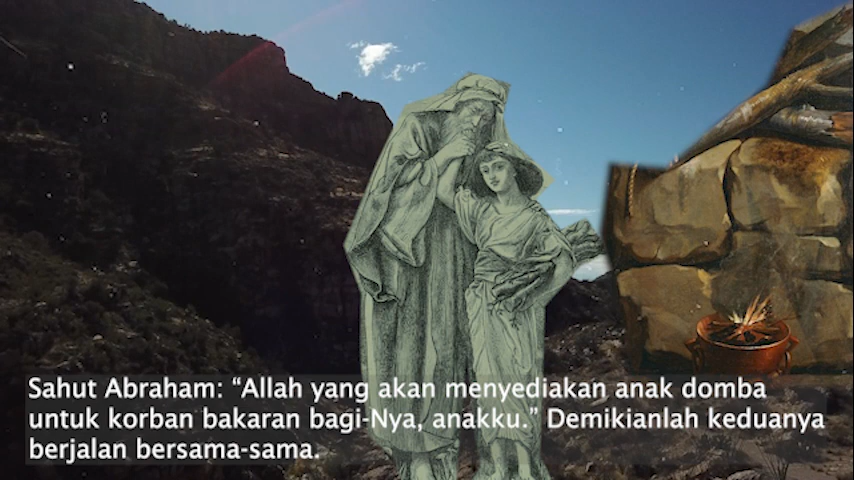 Sahut Abraham: “Allah yang akan menyediakan anak domba
untuk korban bakaran bagi-Nya, anakku.” Demikianlah keduanya
berjalan bersama-sama.